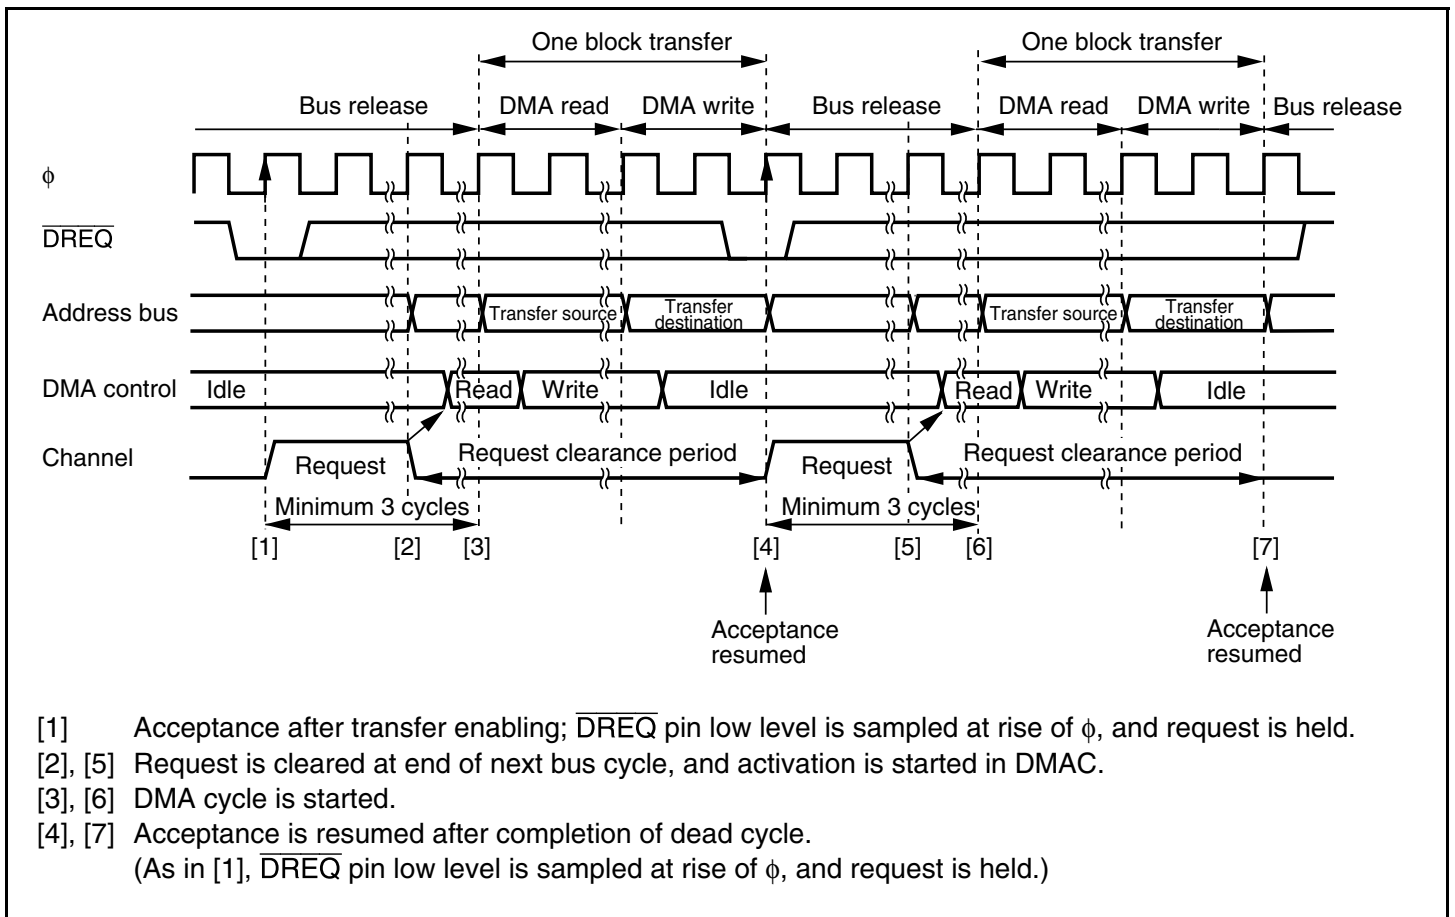 One block transfer One block transfer
Bus release DMA read DMA write Bus release DMA read DMA write Bus release
ϕ
DREQ
Address bus Transfer source Transfer destination Transfer source Transfer destination
DMA control Idle Read Write Idle Read Write Idle
Channel Request Request clearance period Request Request clearance period
Minimum 3 cycles Minimum 3 cycles
[1] [2] [3] [4] [5] [6] [7]
Acceptance resumed Acceptance resumed
[1] Acceptance after transfer enabling; DREQ pin low level is sampled at rise of ϕ, and request is held.
[2], [5] Request is cleared at end of next bus cycle, and activation is started in DMAC.
[3], [6] DMA cycle is started.
[4], [7] Acceptance is resumed after completion of dead cycle.
(As in [1], DREQ pin low level is sampled at rise of ϕ, and request is held.)